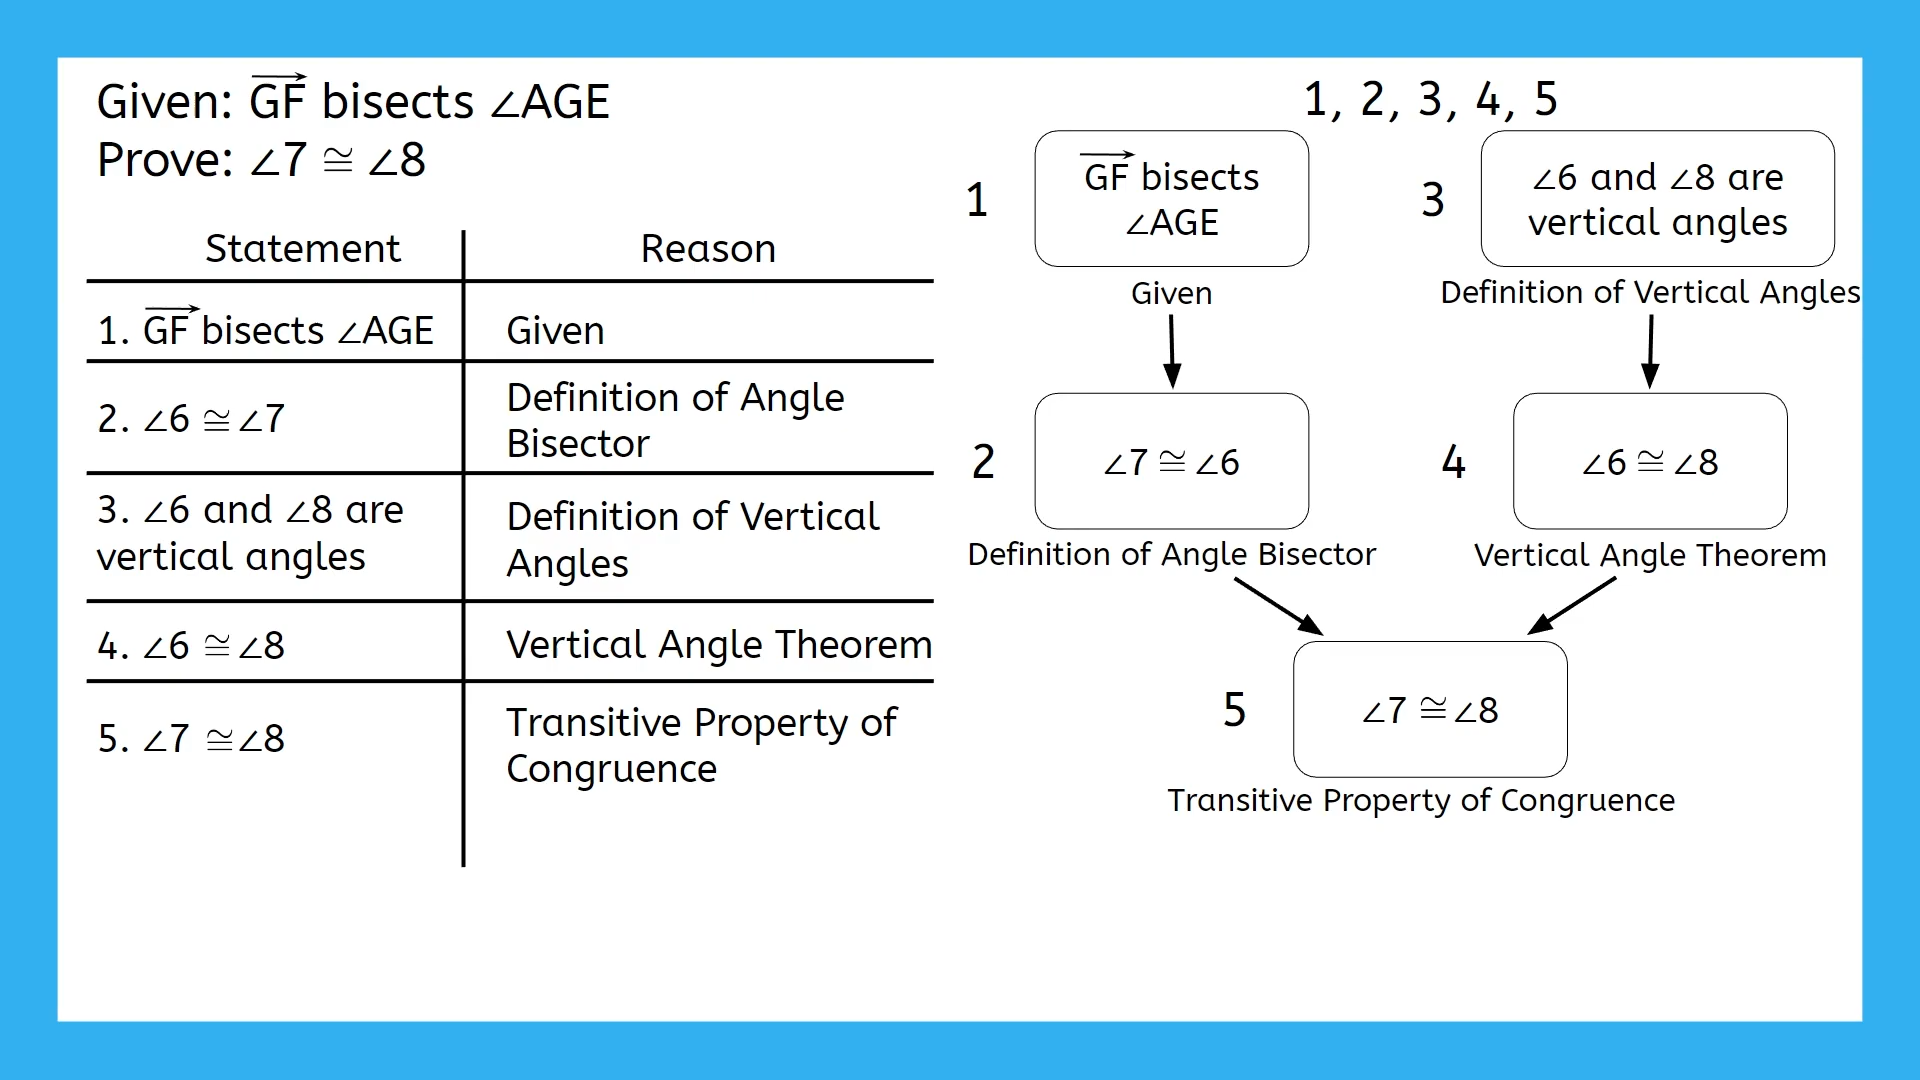 Given: GF bisects ∠AGE
Prove: ∠7 ≅ ∠8
Statement
Reason
1. GF bisects ∠AGE
Given
2. ∠6 ≅ ∠7
Definition of Angle
Bisector
3. ∠6 and ∠8 are
vertical angles
Definition of Vertical
Angles
4. ∠6 ≅ ∠8
Vertical Angle Theorem
5. ∠7 ≅ ∠8
Transitive Property of
Congruence
1, 2, 3, 4, 5
1
GF bisects
∠AGE
Given
3
∠6 and ∠8 are
vertical angles
Definition of Vertical Angles
2
∠7 ≅ ∠6
Definition of Angle Bisector
4
∠6 ≅ ∠8
Vertical Angle Theorem
5
∠7 ≅ ∠8
Transitive Property of Congruence